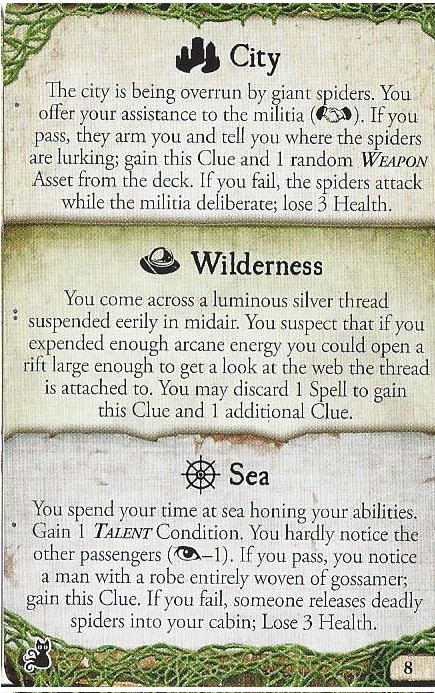 City
The city is being overrun by giant spiders. You
offer your assistance to the militia ( ). If you
pass, they arm you and tell you where the spiders
are lurking; gain this Clue and 1 random WEAPON
Asset from the deck. If you fail, the spiders attack
while the militia deliberate; lose 3 Health.
Wilderness
You come across a luminous silver thread
suspended eerily in midair. You suspect that if you
expended enough arcane energy you could open a
rift large enough to get a look at the web the thread
is attached to. You may discard 1 Spell to gain
this Clue and 1 additional Clue.
Sea
You spend your time at sea honing your abilities.
Gain 1 TALENT Condition. You hardly notice the
other passengers ( –1). If you pass, you notice
a man with a robe entirely woven of gossamer;
gain this Clue. If you fail, someone releases deadly
spiders into your cabin; Lose 3 Health.
8